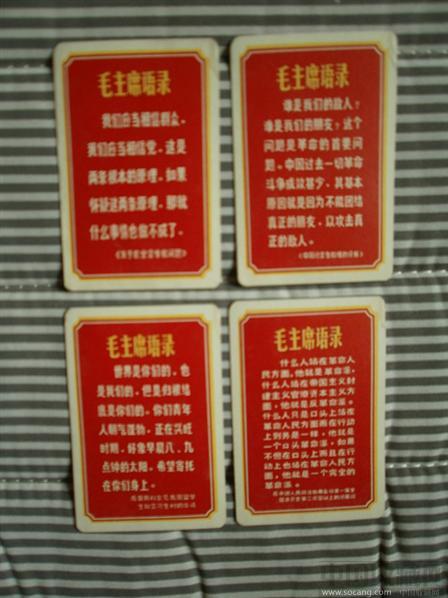 毛主席语录
我们应当相信群众，
我们应当相信党，这是
两条根本的原理。如果
怀疑这两条原理，那就
什么事情也做不成了。
《关于农业合作化问题》
毛主席语录
谁是我们的敌人？
谁是我们的朋友？这个
问题是革命的首要问
题。中国过去一切革命
斗争成效甚少，其基本
原因就是因为不能团结
真正的朋友，以攻击真
正的敌人。
《中国社会各阶级的分析》
毛主席语录
世界是你们的，也
是我们的，但是归根结
底是你们的。你们青年
人朝气蓬勃，正在兴旺
时期，好象早晨八、九
点钟的太阳。希望寄托
在你们身上。
毛主席语录
什么人站在革命人
民方面，他就是革命派，
什么人站在帝国主义封
建主义官僚资本主义方
面，他就是反革命派。
什么人只是口头上站在
革命人民方面而在行动
上则另是一样，他就是
一个口头革命派，如果
不但在口头上而且在行
动上也站在革命人民方
面，他就是一个完全的
革命派。
www.socang.com